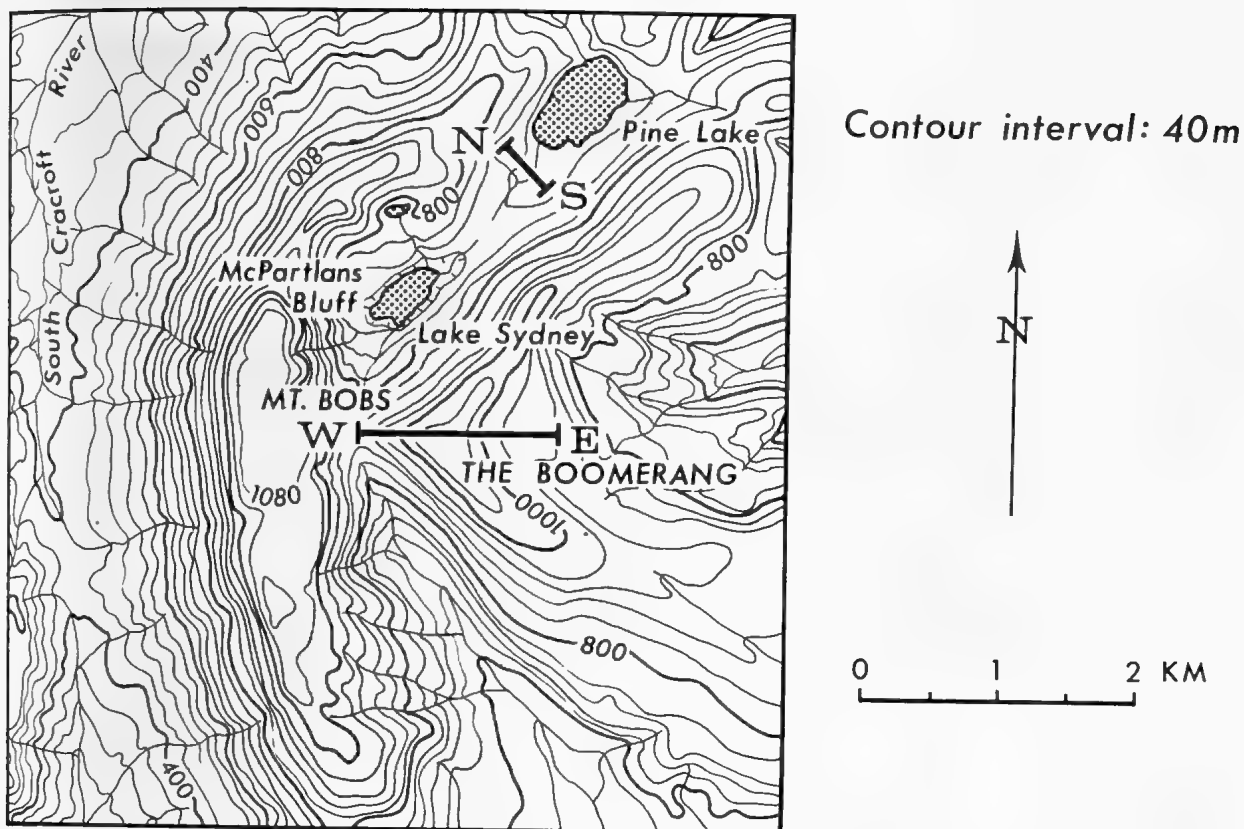 River
400
600
Pine Lake
Contour interval: 40m
N
800
S
South Cracroft
800
800
McPartlans
Bluff
Lake Sydney
N
MT. BOBS
W
E
THE BOOMERANG
1080
1000
800
0 1 2 KM
400